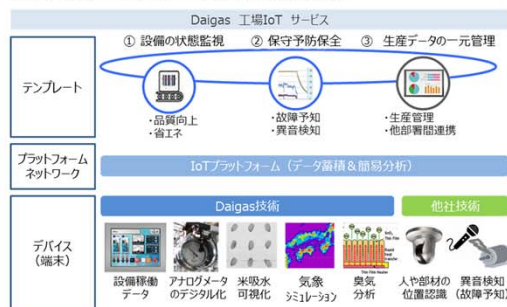 Daigas 工場IoT サービス
① 設備の状態監視 ② 保守予防保全 ③ 生産データの一元管理
テンプレート
・品質向上
・省エネ
・故障予知
・異音検知
・生産管理
・他部署間連携
プラットフォーム
ネットワーク
IoTプラットフォーム（データ蓄積＆簡易分析）
Daigas技術
他社技術
デバイス
（端末）
設備稼働
データ
アナログメータ
のデジタル化
米吸水
可視化
気象
シミュレーション
臭気
分析
人や部材の
位置認識
異音検知
（故障予知）